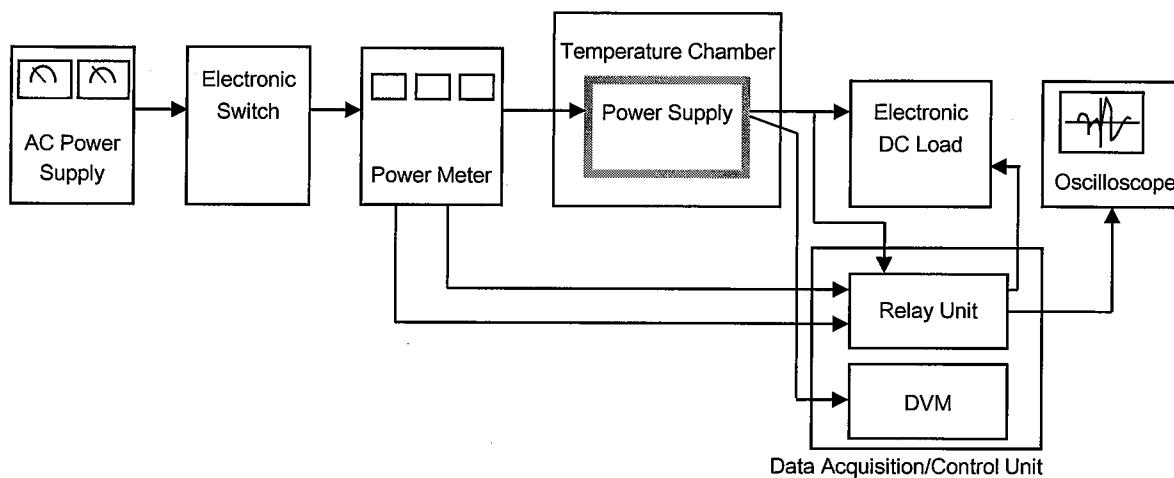 AC Power
Supply
Electronic
Switch
Power Meter
Temperature Chamber
Power Supply
Electronic
DC Load
Oscilloscope
Relay Unit
DVM
Data Acquisition/Control Unit